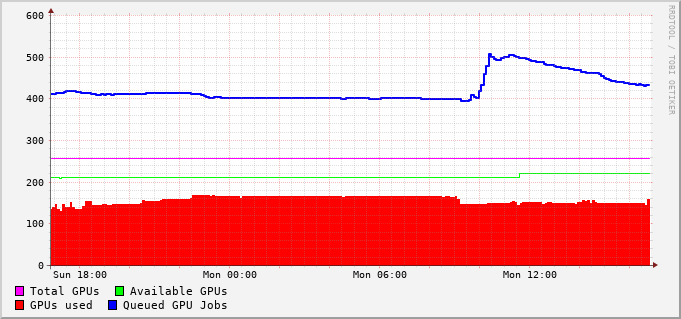 600
500
400
300
200
100
0
Sun 18:00 Mon 00:00 Mon 06:00 Mon 12:00
Total GPUs Available GPUs
GPUs used Queued GPU Jobs
RRDTOOL / TOBI OETIKER